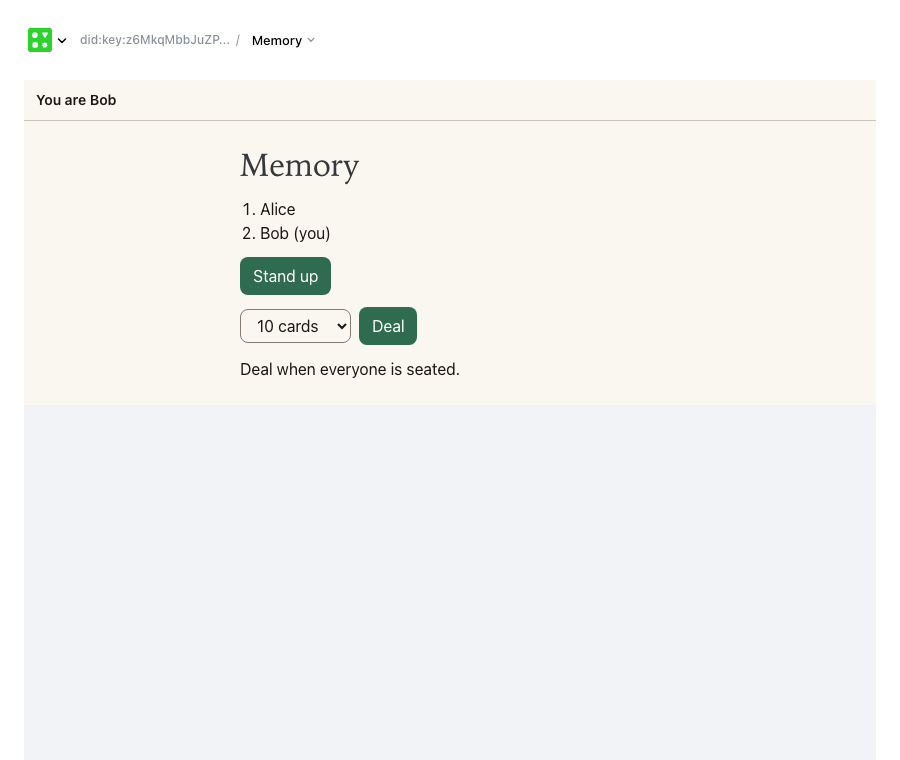 did:key:z6MkqMbbJuZP... / Memory
You are Bob
Memory
1. Alice
2. Bob (you)
Stand up
10 cards Deal
Deal when everyone is seated.